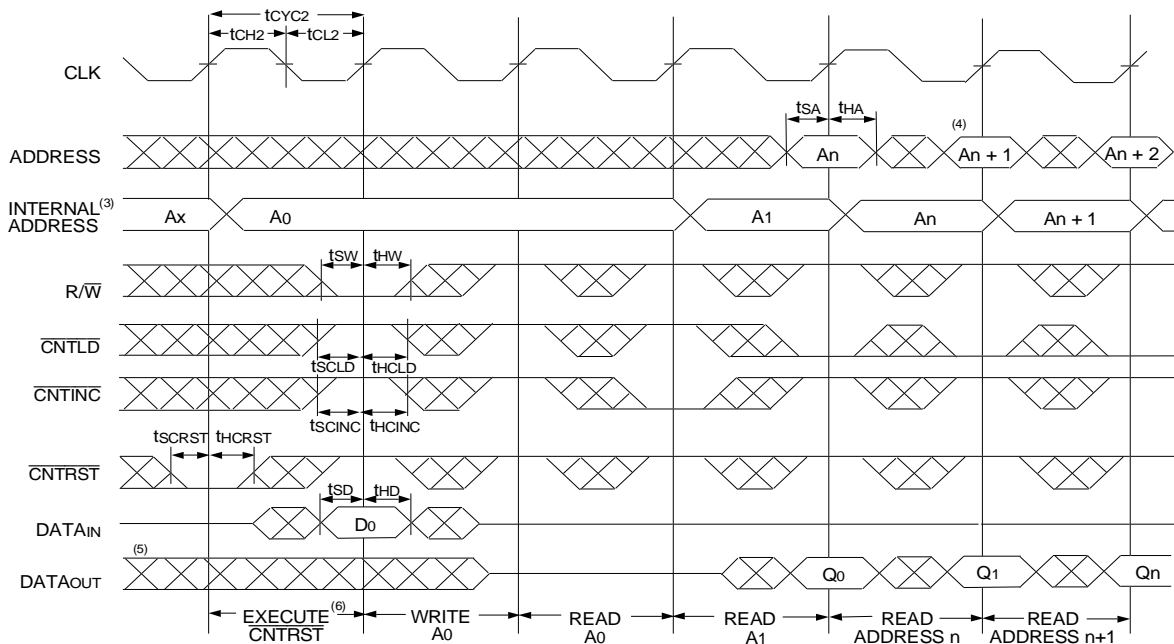 tCYC2
tCH2 tCL2
CLK
tSA tHA
(4)
ADDRESS An An + 1 An + 2
INTERNAL(3)
ADDRESS Ax A0 A1 An An + 1
tSW tHW
R/W
CNTLD
tSCLD tHCLD
CNTINC
tSCINC tHCINC
tSCRST tHCRST
CNTRST
tSD tHD
DATAIN D0
(5)
DATAOUT Q0 Q1 Qn
EXECUTE(6) WRITE READ READ READ READ
CNTRST A0 A0 A1 ADDRESS n ADDRESS n+1